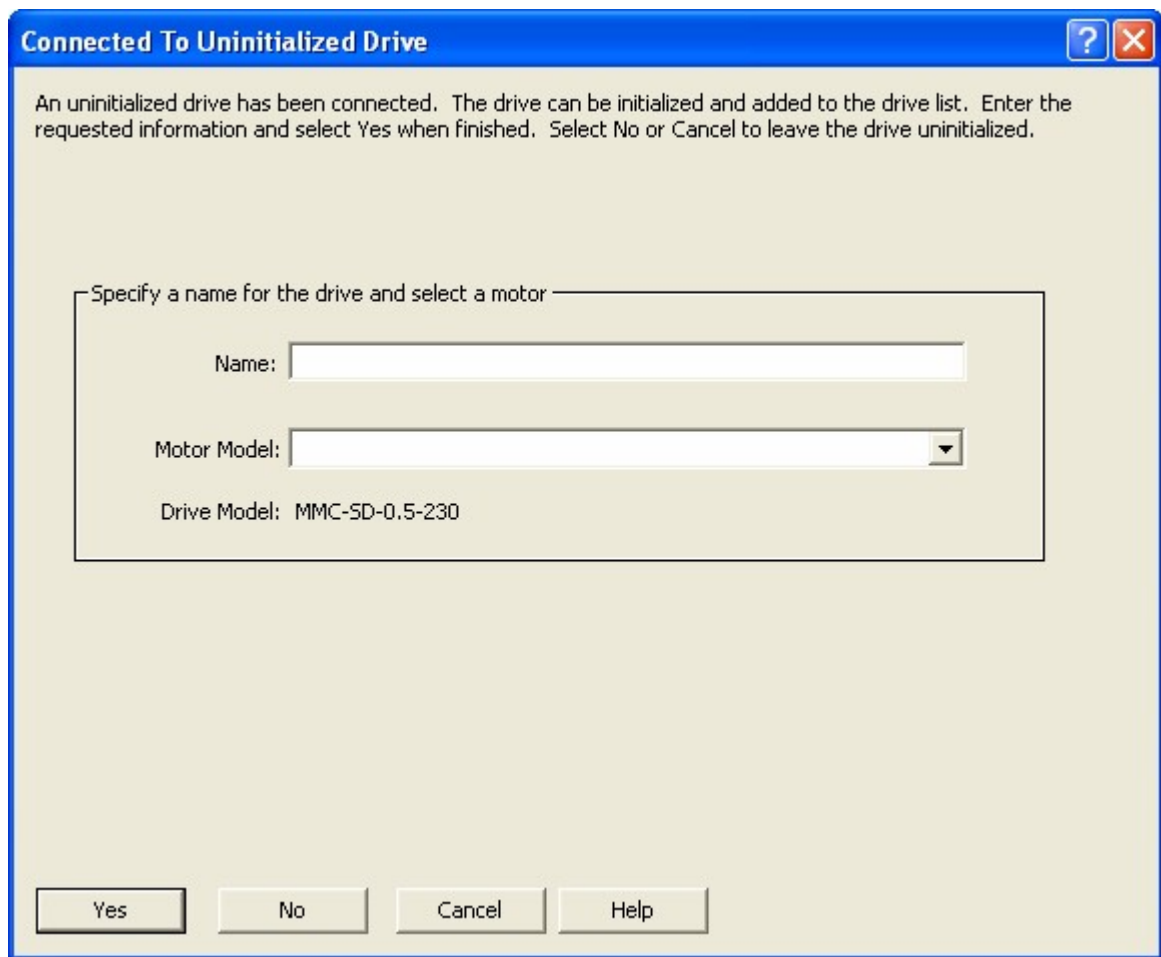 Connected To Uninitialized Drive
?
An uninitialized drive has been connected.  The drive can be initialized and added to the drive list.  Enter the
requested information and select Yes when finished.  Select No or Cancel to leave the drive uninitialized.
Specify a name for the drive and select a motor
Name:
Motor Model:
Drive Model: MMC-SD-0.5-230
Yes No Cancel Help